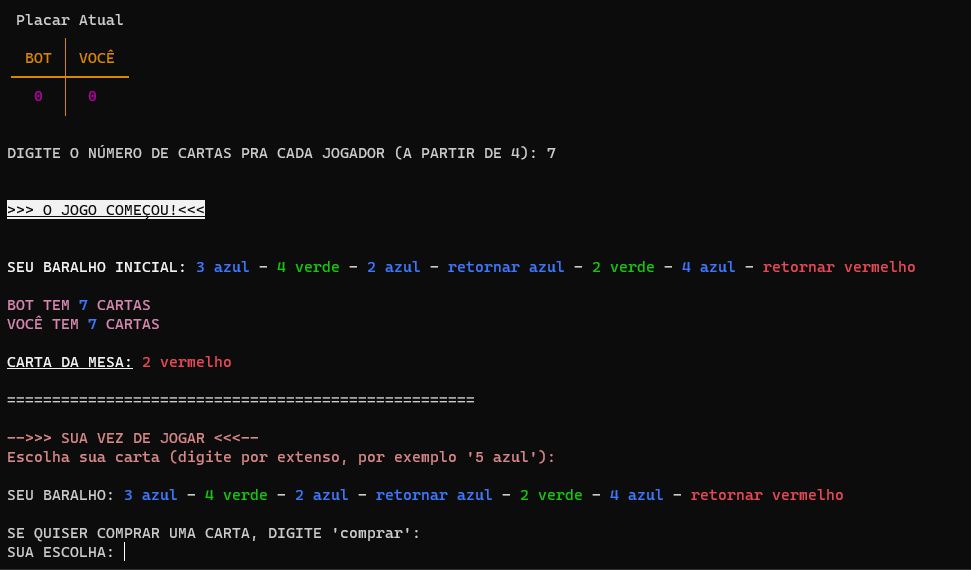 Placar Atual
BOT VOCÊ
0 0
DIGITE O NÚMERO DE CARTAS PRA CADA JOGADOR (A PARTIR DE 4): 7
>>> O JOGO COMEÇOU!<<<
SEU BARALHO INICIAL: 3 azul - 4 verde - 2 azul - retornar azul - 2 verde - 4 azul - retornar vermelho
BOT TEM 7 CARTAS
VOCÊ TEM 7 CARTAS
CARTA DA MESA: 2 vermelho
====================================================
-->>> SUA VEZ DE JOGAR <<<--
Escolha sua carta (digite por extenso, por exemplo '5 azul'):
SEU BARALHO: 3 azul - 4 verde - 2 azul - retornar azul - 2 verde - 4 azul - retornar vermelho
SE QUISER COMPRAR UMA CARTA, DIGITE 'comprar':
SUA ESCOLHA: